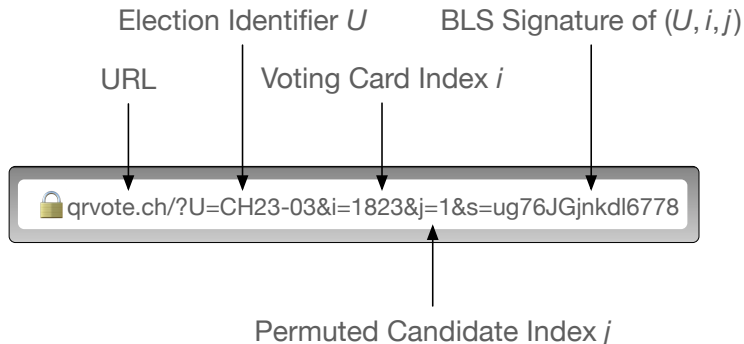 Election Identifier U
BLS Signature of (U, i, j)
URL
Voting Card Index i
qrvote.ch/?U=CH23-03&i=1823&j=1&s=ug76JGjnkdl6778
Permuted Candidate Index j